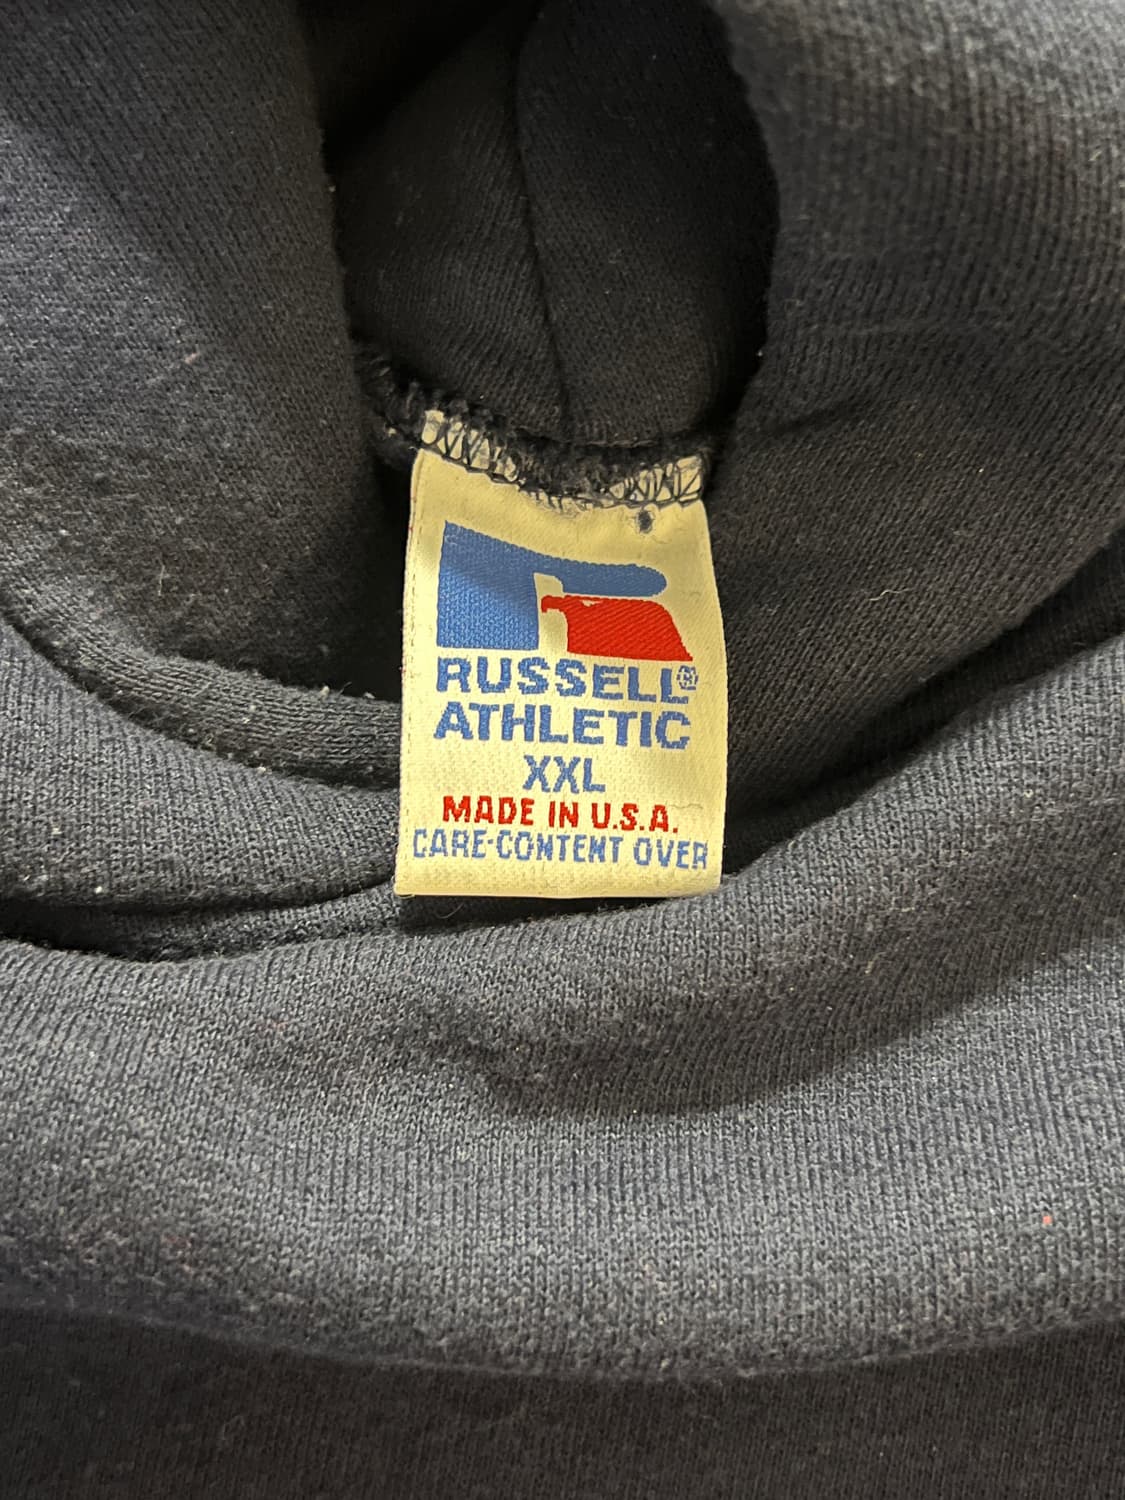 RUSSELL®
ATHLETIC
XXL
MADE IN U.S.A.
CARE-CONTENT OVER